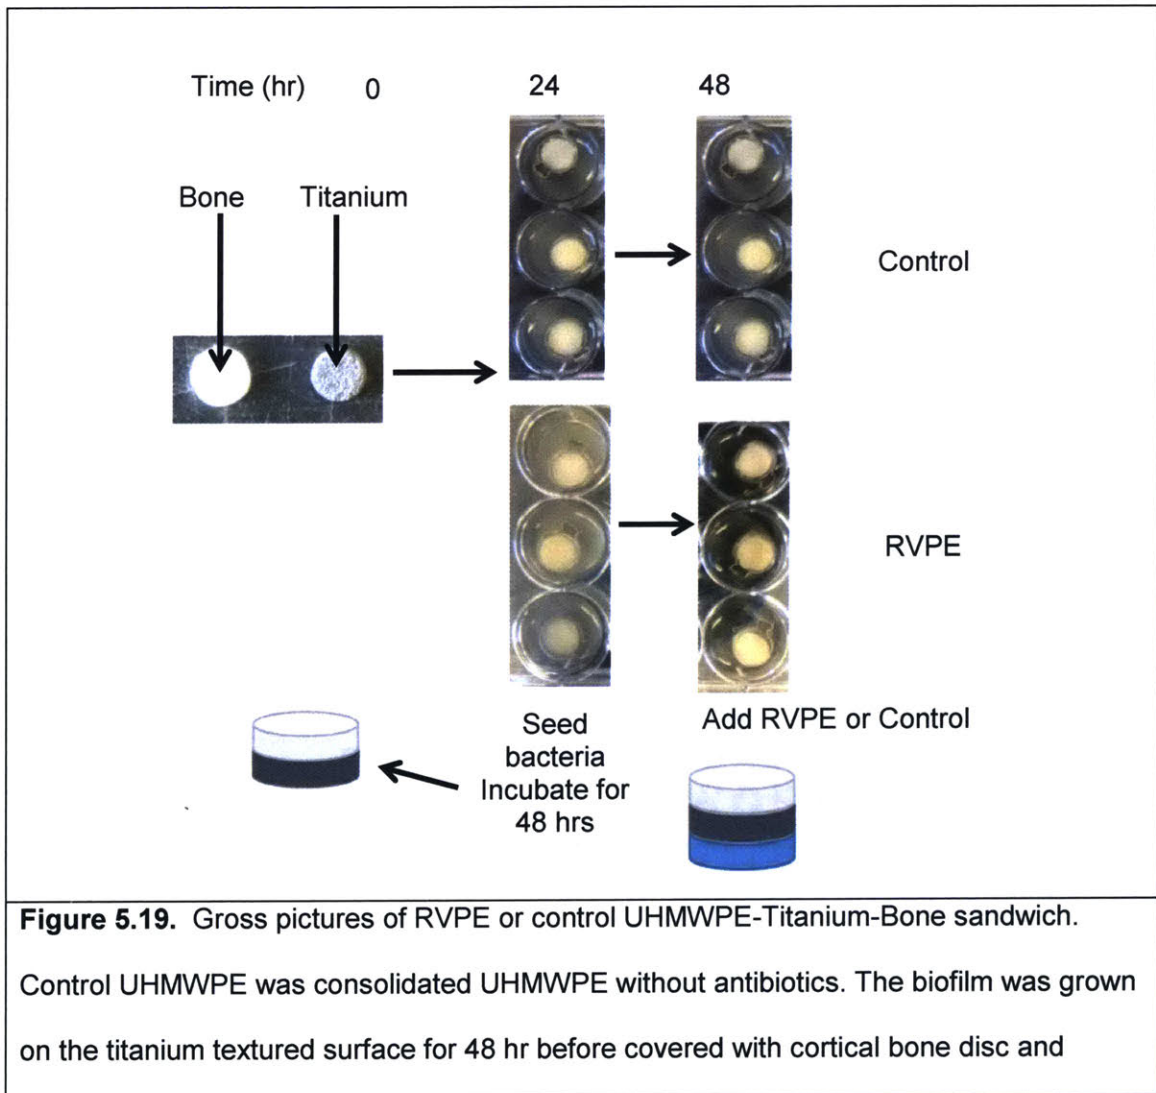 Time (hr) 0 24 48
Bone Titanium
Control
RVPE
Seed
bacteria
Incubate for
48 hrs
Add RVPE or Control
Figure 5.19. Gross pictures of RVPE or control UHMWPE-Titanium-Bone sandwich.
Control UHMWPE was consolidated UHMWPE without antibiotics. The biofilm was grown
on the titanium textured surface for 48 hr before covered with cortical bone disc and